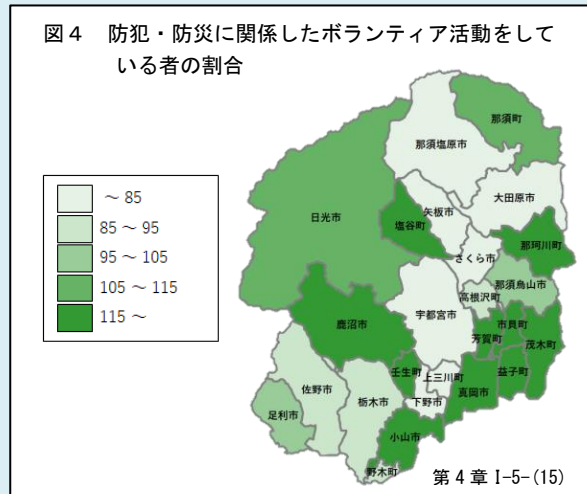 図４　防犯・防災に関係したボランティア活動をして
いる者の割合
～ 85
85 ～ 95
95 ～ 105
105 ～ 115
115 ～
那須町
那須塩原市
大田原市
日光市
矢板市
塩谷町
那珂川町
さくら市
那須烏山市
高根沢町
宇都宮市
鹿沼市
市貝町
芳賀町
茂木町
壬生町
上三川町
益子町
真岡市
佐野市
栃木市
下野市
足利市
小山市
野木町
第４章 I-5-(15)